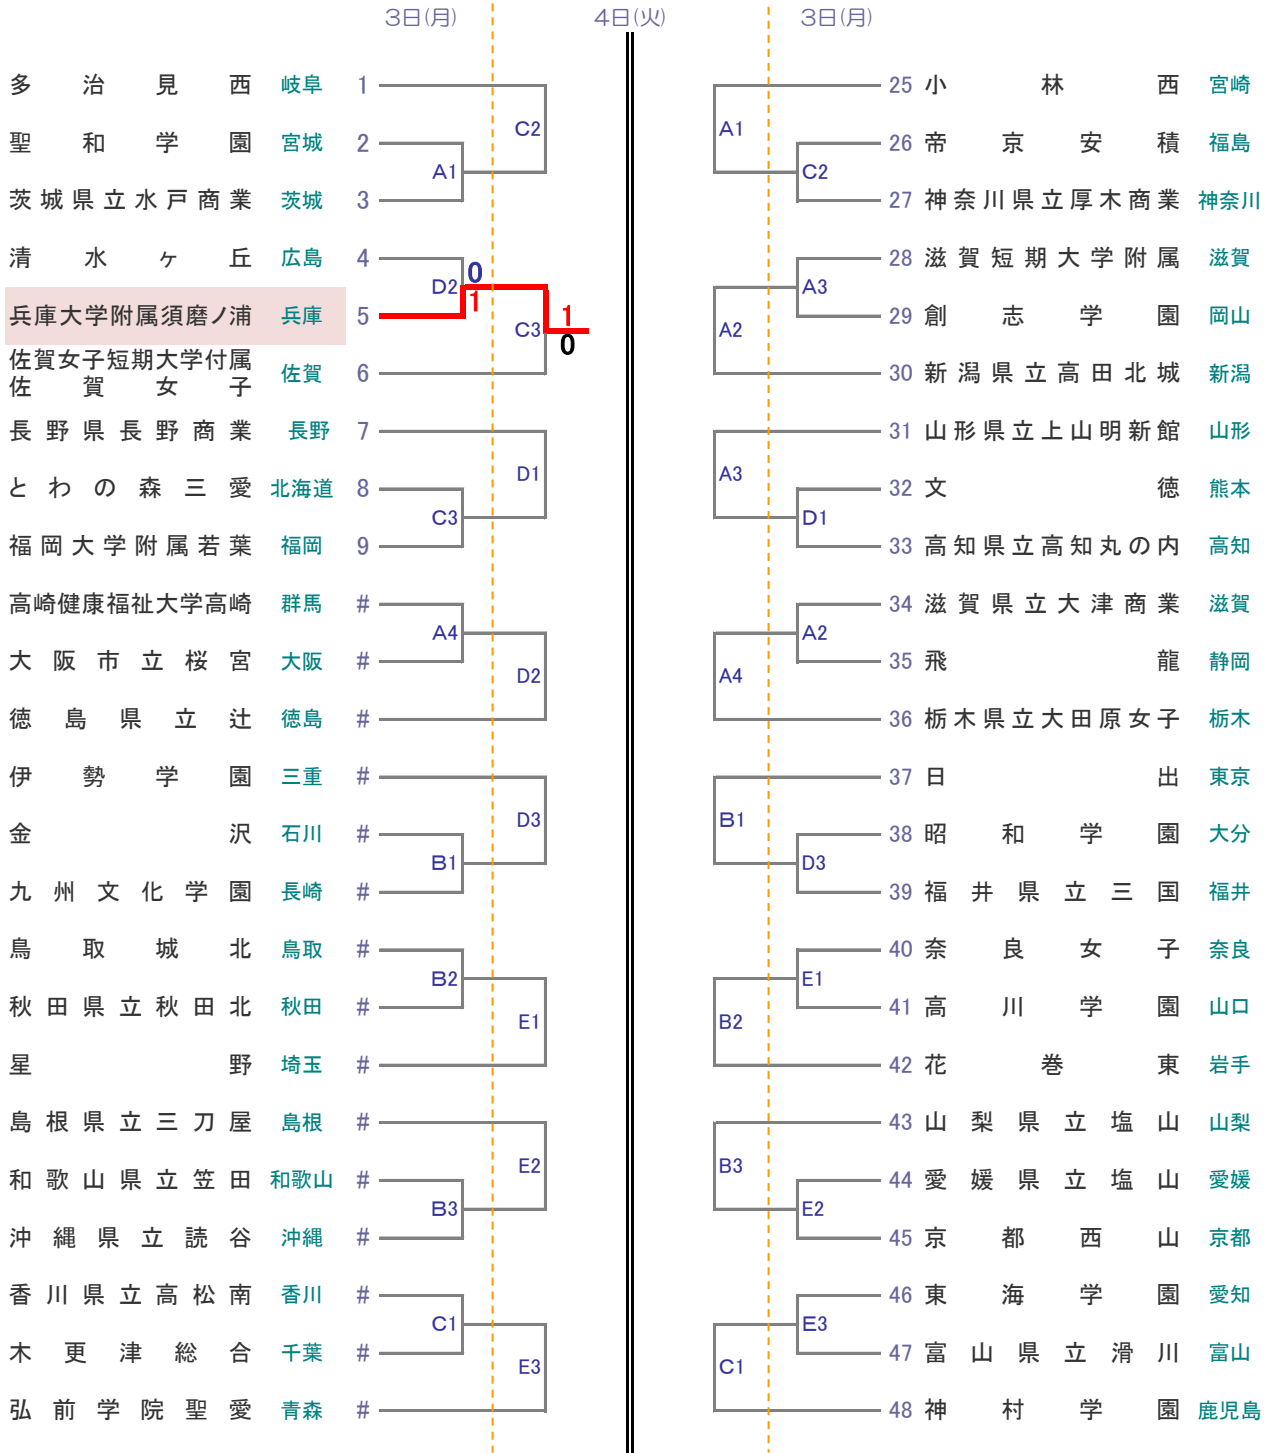 3日(月) 4日(火) 3日(月)
多治見西 岐阜 1
C2
聖和学園 宮城 2
A1
茨城県立水戸商業 茨城 3
清水ヶ丘 広島 4
0
D2
1
兵庫大学附属須磨ノ浦 兵庫 5
C3
1
0
佐賀女子短期大学付属
佐賀女子 佐賀 6
長野県長野商業 長野 7
D1
とわの森三愛 北海道 8
C3
福岡大学附属若葉 福岡 9
高崎健康福祉大学高崎 群馬 #
A4
大阪市立桜宮 大阪 #
D2
徳島県立辻 徳島 #
伊勢学園 三重 #
D3
金沢 石川 #
B1
九州文化学園 長崎 #
鳥取城北 鳥取 #
B2
秋田県立秋田北 秋田 #
E1
星野 埼玉 #
島根県立三刀屋 島根 #
E2
和歌山県立笠田 和歌山 #
B3
沖縄県立読谷 沖縄 #
香川県立高松南 香川 #
C1
木更津総合 千葉 #
E3
弘前学院聖愛 青森 #
25 小林西 宮崎
A1
26 帝京安積 福島
C2
27 神奈川県立厚木商業 神奈川
28 滋賀短期大学附属 滋賀
A3
29 創志学園 岡山
A2
30 新潟県立高田北城 新潟
31 山形県立上山明新館 山形
A3
32 文徳 熊本
D1
33 高知県立高知丸の内 高知
34 滋賀県立大津商業 滋賀
A2
35 飛龍 静岡
A4
36 栃木県立大田原女子 栃木
37 日出 東京
B1
38 昭和学園 大分
D3
39 福井県立三国 福井
40 奈良女子 奈良
E1
41 高川学園 山口
B2
42 花巻東 岩手
43 山梨県立塩山 山梨
B3
44 愛媛県立塩山 愛媛
E2
45 京都西山 京都
46 東海学園 愛知
E3
47 富山県立滑川 富山
C1
48 神村学園 鹿児島